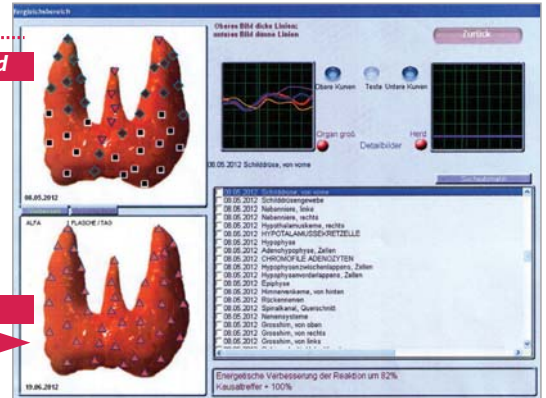 Vergleichsbereich
Oberes Bild dicke Linien;
unteres Bild dünne Linien
Zurück
d
Obere Kurven
Teste
Untere Kurven
Organ groß
Herd
Detailbilder
08.05.2012 Schilddrüse, von vorne
08.05.2012
ALFA
FLASCHE / TAG
19.06.2012
08.05.2012 Schilddrüse, von vorne
08.05.2012 Schilddrüsengewebe
08.05.2012 Nebenniere, links
08.05.2012 Nebenniere, rechts
08.05.2012 Hypothalamuskerne, rechts
08.05.2012 HYPOTALAMUSSEKRETZELLE
08.05.2012 Hypophyse
08.05.2012 Adenohypophyse, Zellen
08.05.2012 CHROMOFILE ADENOZYTEN
08.05.2012 Hypophysenzwischenlappens, Zellen
08.05.2012 Hypophysenvorderlappens, Zellen
08.05.2012 Epiphyse
08.05.2012 Hirnnervenkerne, von hinten
08.05.2012 Rückennerven
08.05.2012 Spinalkanal, Querschnitt
08.05.2012 Nervensysteme
08.05.2012 Grosshirn, von oben
08.05.2012 Grosshirn, von rechts
08.05.2012 Grosshirn, von links
Energetische Verbesserung der Reaktion um 82%
Kausaltreffer + 100%